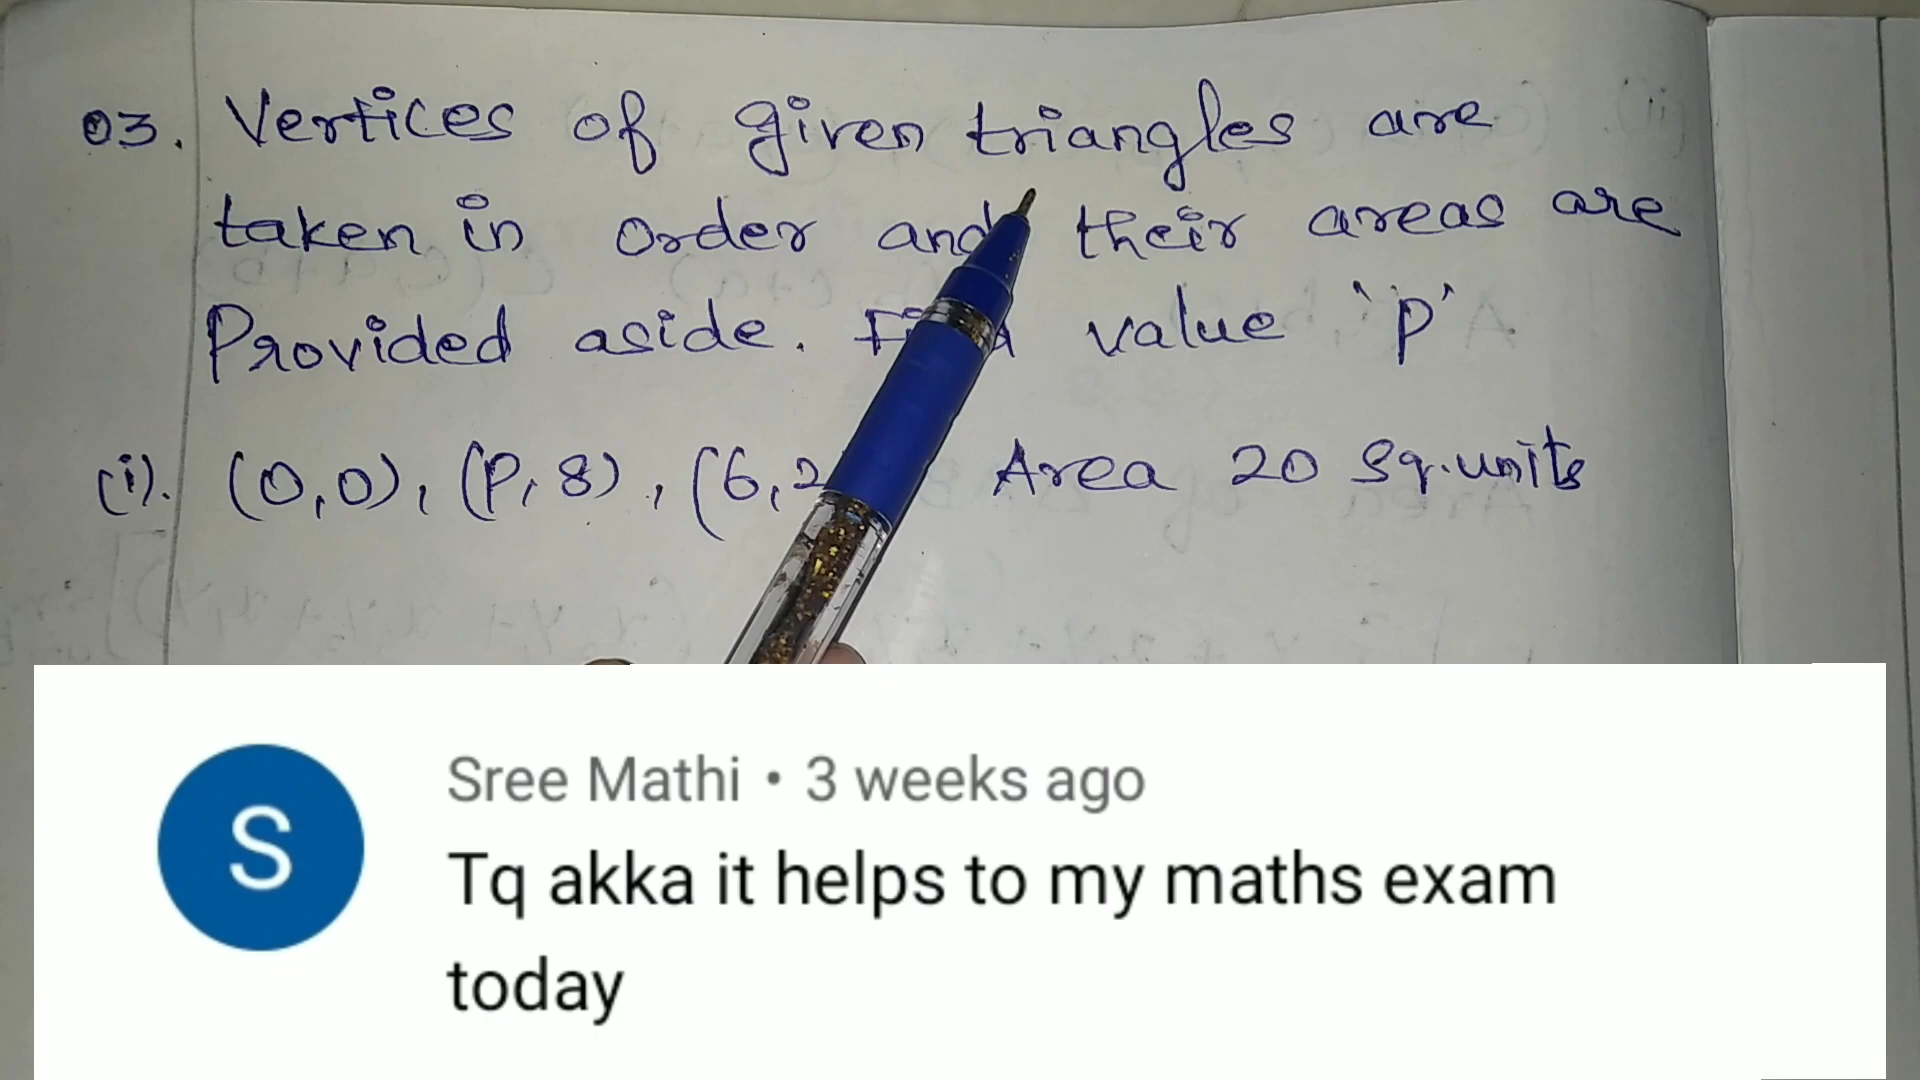 03. Vertices of given triangles are
taken in order and their areas are
Provided aside. value 'P'
(i). (0,0), (P,8), (6,2 Area 20 Sq.units
S
Sree Mathi • 3 weeks ago
Tq akka it helps to my maths exam
today